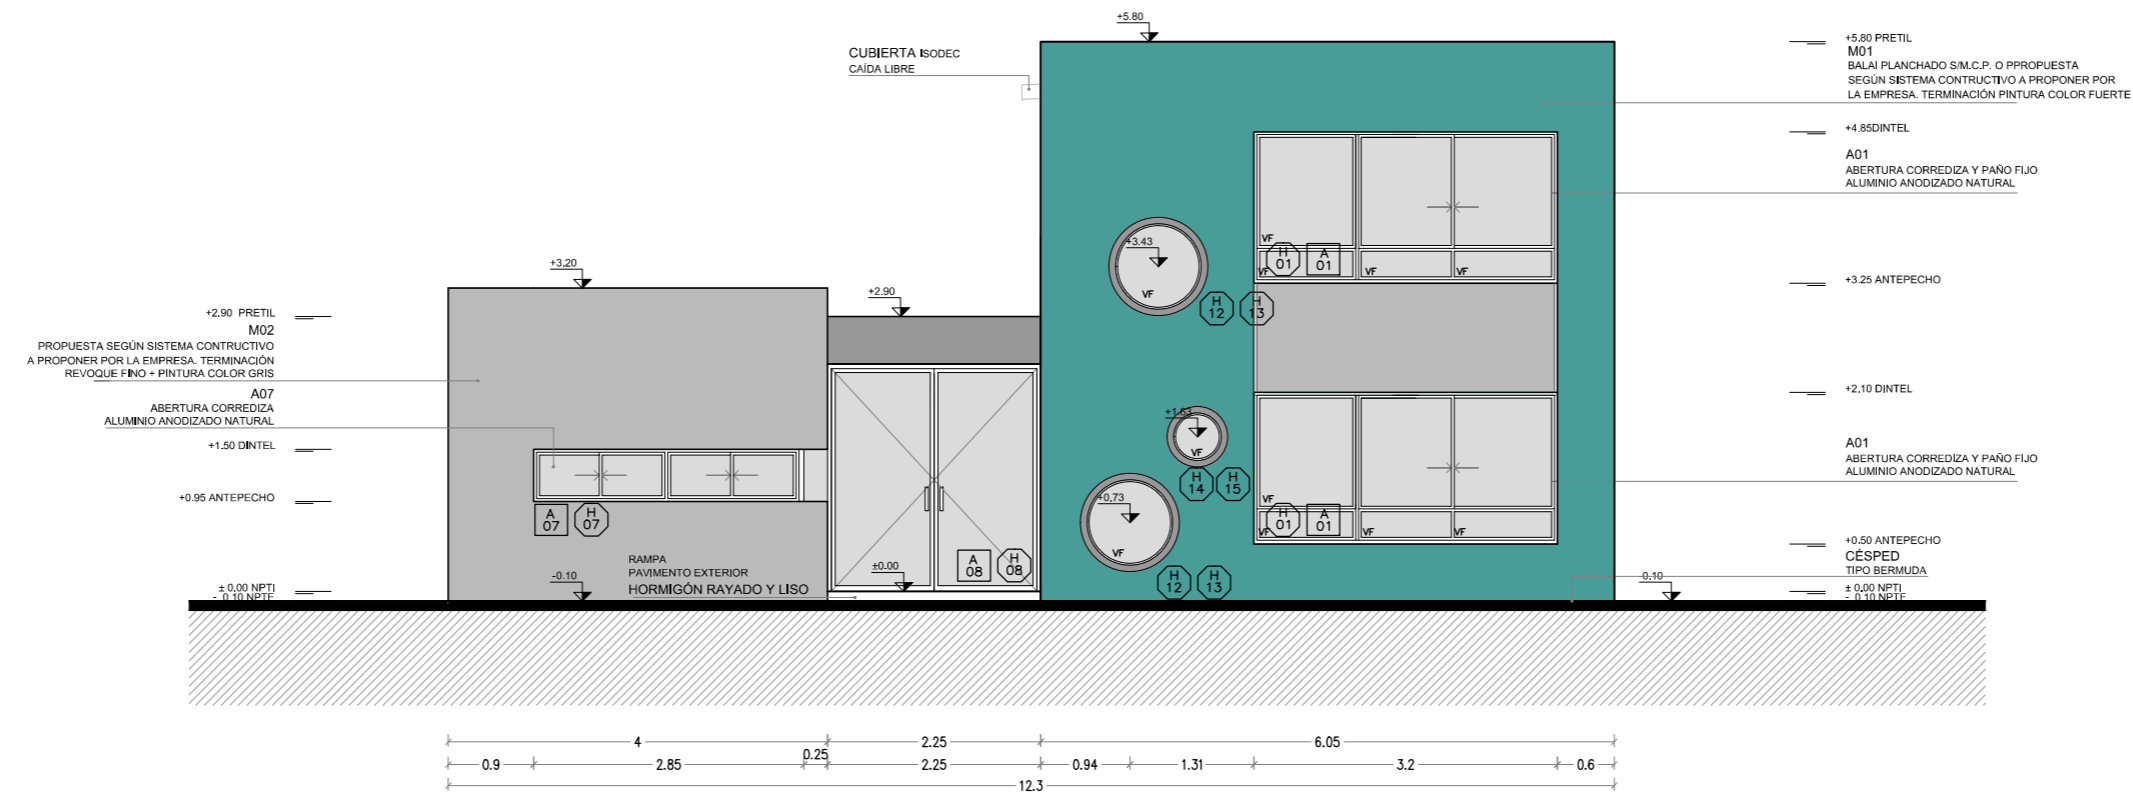 +5.80
CUBIERTA ISODEC
CAÍDA LIBRE
+5.80 PRETIL
M01
BALAI PLANCHADO S/M.C.P. O PPROPUESTA
SEGÚN SISTEMA CONTRUCTIVO A PROPONER POR
LA EMPRESA. TERMINACIÓN PINTURA COLOR FUERTE
+4.85DINTEL
A01
ABERTURA CORREDIZA Y PAÑO FIJO
ALUMINIO ANODIZADO NATURAL
+3.43
VF
VF
VF
VF
VF
H
01
A
01
H
12
H
13
+3.25 ANTEPECHO
+3.20
+2.90
+2.90 PRETIL
M02
PROPUESTA SEGÚN SISTEMA CONTRUCTIVO
A PROPONER POR LA EMPRESA. TERMINACIÓN
REVOQUE FINO + PINTURA COLOR GRIS
A07
ABERTURA CORREDIZA
ALUMINIO ANODIZADO NATURAL
+1.50 DINTEL
+0.95 ANTEPECHO
± 0.00 NPTI
- 0.10 NPTE
A
07
H
07
RAMPA
PAVIMENTO EXTERIOR
HORMIGÓN RAYADO Y LISO
-0.10
±0.00
A
08
H
08
+1.63
VF
H
14
H
15
+0.73
VF
H
12
H
13
VF
VF
VF
VF
H
01
A
01
+2.10 DINTEL
A01
ABERTURA CORREDIZA Y PAÑO FIJO
ALUMINIO ANODIZADO NATURAL
+0.50 ANTEPECHO
CÉSPED
TIPO BERMUDA
-0.10
± 0.00 NPTI
- 0.10 NPTE
4 2.25 6.05
0.9 2.85 0.25 2.25 0.94 1.31 3.2 0.6
12.3